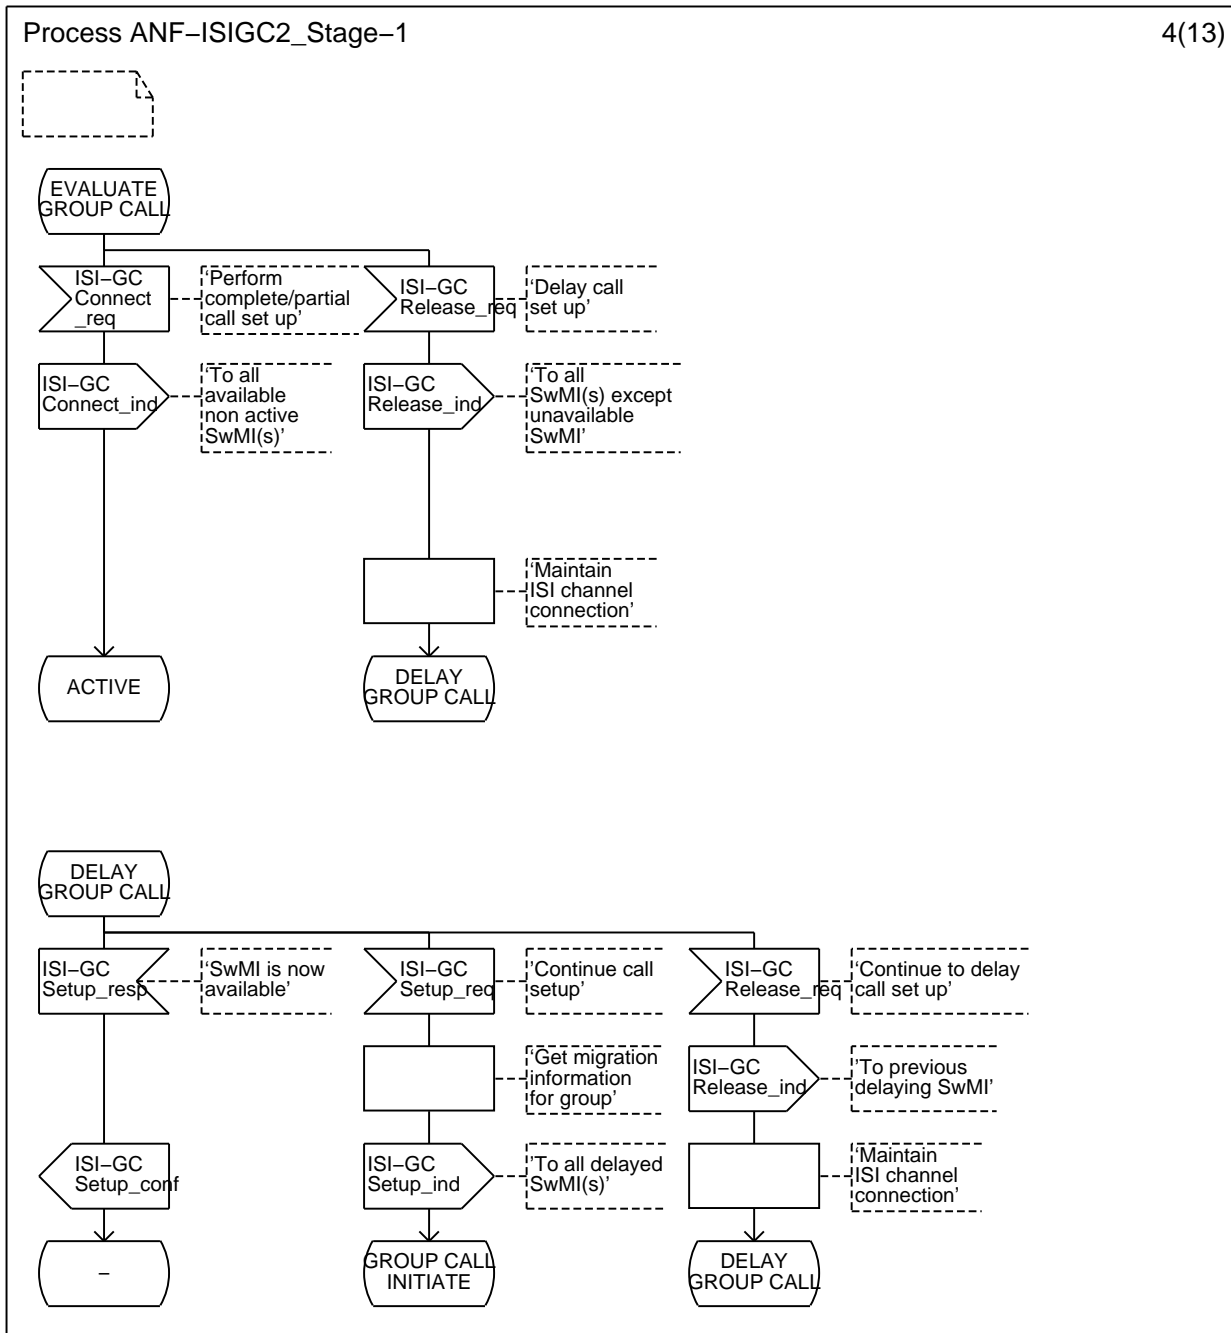 Process ANF–ISIGC2_Stage–1
4(13)
EVALUATE
GROUP CALL
ISI–GC
Connect
_req
‘Perform
complete/partial
call set up’
ISI–GC
Release_req
‘Delay call
set up’
ISI–GC
Connect_ind
‘To all
available
non active
SwMI(s)’
ISI–GC
Release_ind
‘To all
SwMI(s) except
unavailable
SwMI’
‘Maintain
ISI channel
connection’
ACTIVE
DELAY
GROUP CALL
DELAY
GROUP CALL
ISI–GC
Setup_resp
‘SwMI is now
available’
ISI–GC
Setup_req
‘Continue call
setup’
ISI–GC
Release_req
‘Continue to delay
call set up’
‘Get migration
information
for group’
ISI–GC
Release_ind
’To previous
delaying SwMI’
ISI–GC
Setup_conf
ISI–GC
Setup_ind
’To all delayed
SwMI(s)’
‘Maintain
ISI channel
connection’
–
GROUP CALL
INITIATE
DELAY
GROUP CALL